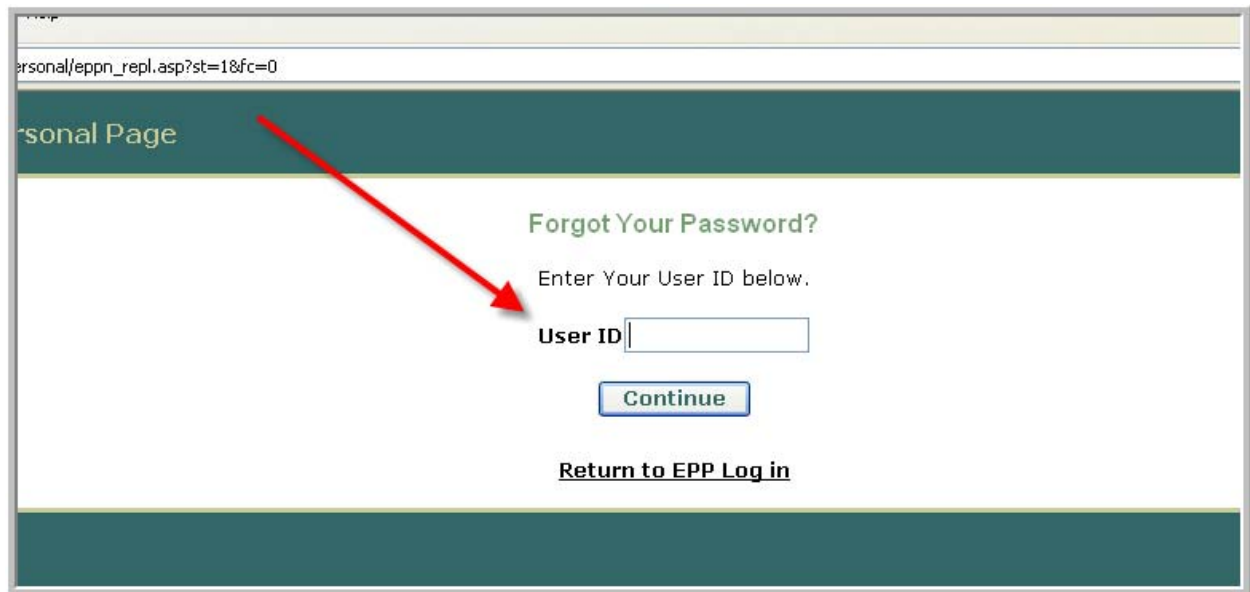 ersonal/eppn_repl.asp?st=1&fc=0
rsonal Page
Forgot Your Password?
Enter Your User ID below.
User ID
Continue
Return to EPP Log in